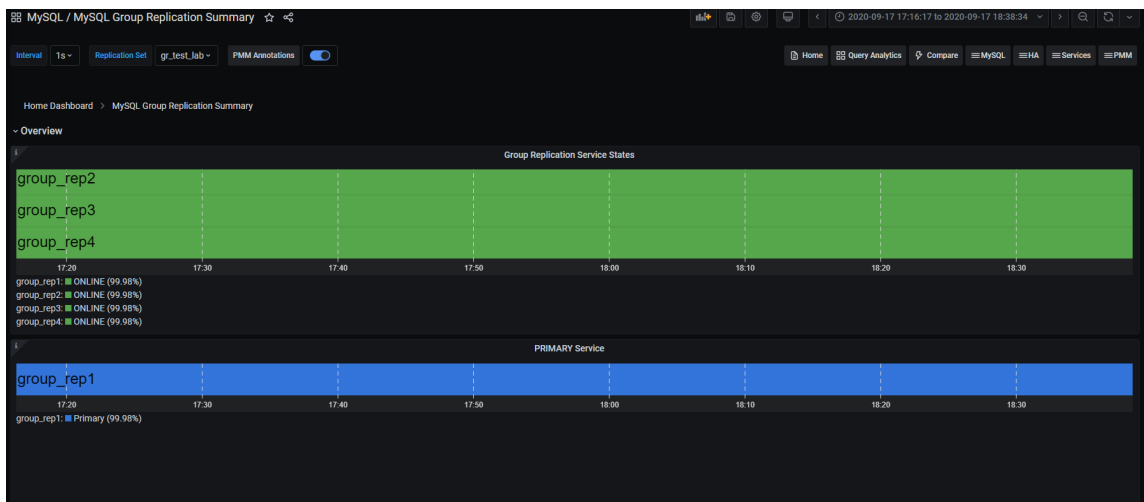 MySQL / MySQL Group Replication Summary
2020-09-17 17:16:17 to 2020-09-17 18:38:34
Interval 1s Replication Set gr_test_lab PMM Annotations
Home Query Analytics Compare MySQL HA Services PMM
Home Dashboard > MySQL Group Replication Summary
Overview
Group Replication Service States
group_rep2
group_rep3
group_rep4
17:20 17:30 17:40 17:50 18:00 18:10 18:20 18:30
group_rep1: ONLINE (99.98%)
group_rep2: ONLINE (99.98%)
group_rep3: ONLINE (99.98%)
group_rep4: ONLINE (99.98%)
PRIMARY Service
group_rep1
17:20 17:30 17:40 17:50 18:00 18:10 18:20 18:30
group_rep1: Primary (99.98%)